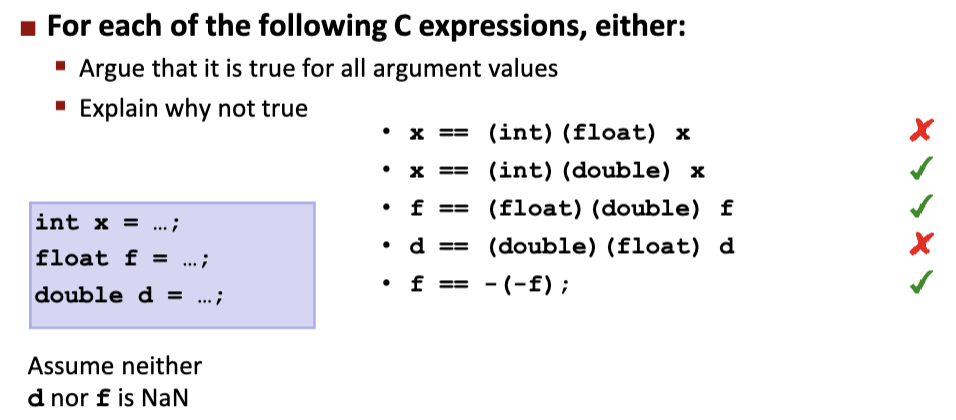 ■ For each of the following C expressions, either:
▪ Argue that it is true for all argument values
▪ Explain why not true
• x == (int)(float) x ✗
• x == (int)(double) x ✓
• f == (float)(double) f ✓
• d == (double)(float) d ✗
• f == -(-f); ✓
int x = …;
float f = …;
double d = …;
Assume neither
d nor f is NaN